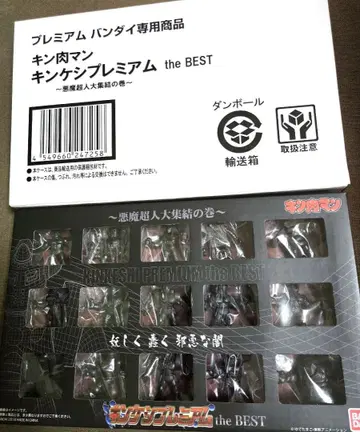 プレミアム バンダイ専用商品
キン肉マン
キンケシプレミアム the BEST
～悪魔超人大集結の巻～
4 549660 247258
ダンボール
輸送箱
取扱注意
～悪魔超人大集結の巻～
キン肉マン
KINKESHI PREMIUM the BEST
妖しく蠢く邪悪な闇
キンケシプレミアム the BEST